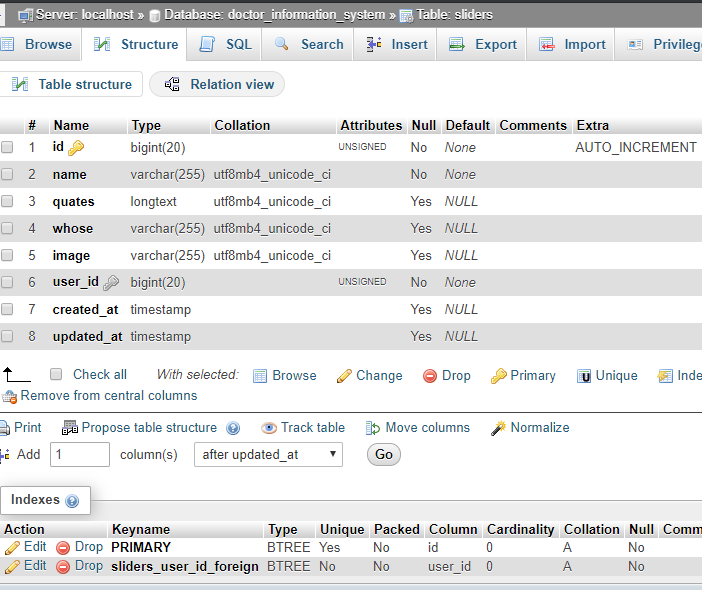 Server: localhost » Database: doctor_information_system » Table: sliders
Browse Structure SQL Search Insert Export Import Privileg
Table structure Relation view
# Name Type Collation Attributes Null Default Comments Extra
1 id bigint(20) UNSIGNED No None AUTO_INCREMENT
2 name varchar(255) utf8mb4_unicode_ci No None
3 quates longtext utf8mb4_unicode_ci Yes NULL
4 whose varchar(255) utf8mb4_unicode_ci Yes NULL
5 image varchar(255) utf8mb4_unicode_ci Yes NULL
6 user_id bigint(20) UNSIGNED No None
7 created_at timestamp Yes NULL
8 updated_at timestamp Yes NULL
Check all With selected: Browse Change Drop Primary Unique Inde
Remove from central columns
Print Propose table structure Track table Move columns Normalize
Add 1 column(s) after updated_at Go
Indexes
Action Keyname Type Unique Packed Column Cardinality Collation Null Comm
Edit Drop PRIMARY BTREE Yes No id 0 A No
Edit Drop sliders_user_id_foreign BTREE No No user_id 0 A No